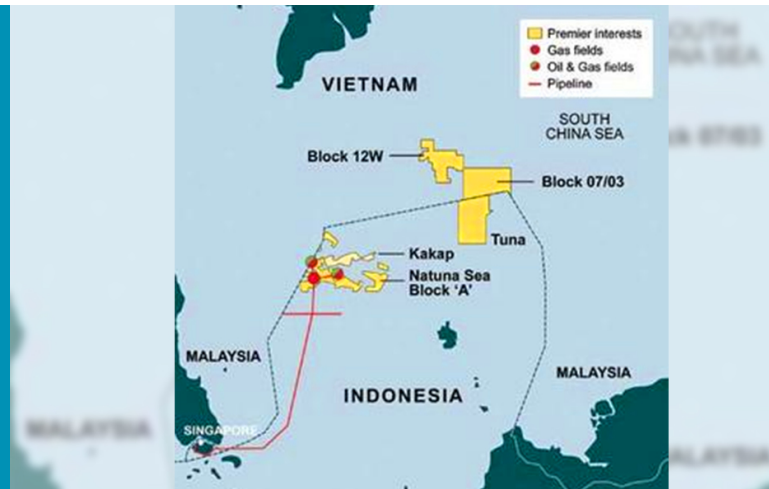 Premier interests
Gas fields
Oil & Gas fields
Pipeline
VIETNAM
SOUTH
CHINA SEA
Block 12W
Block 07/03
Tuna
Kakap
Natuna Sea
Block ‘A’
MALAYSIA
INDONESIA
MALAYSIA
SINGAPORE